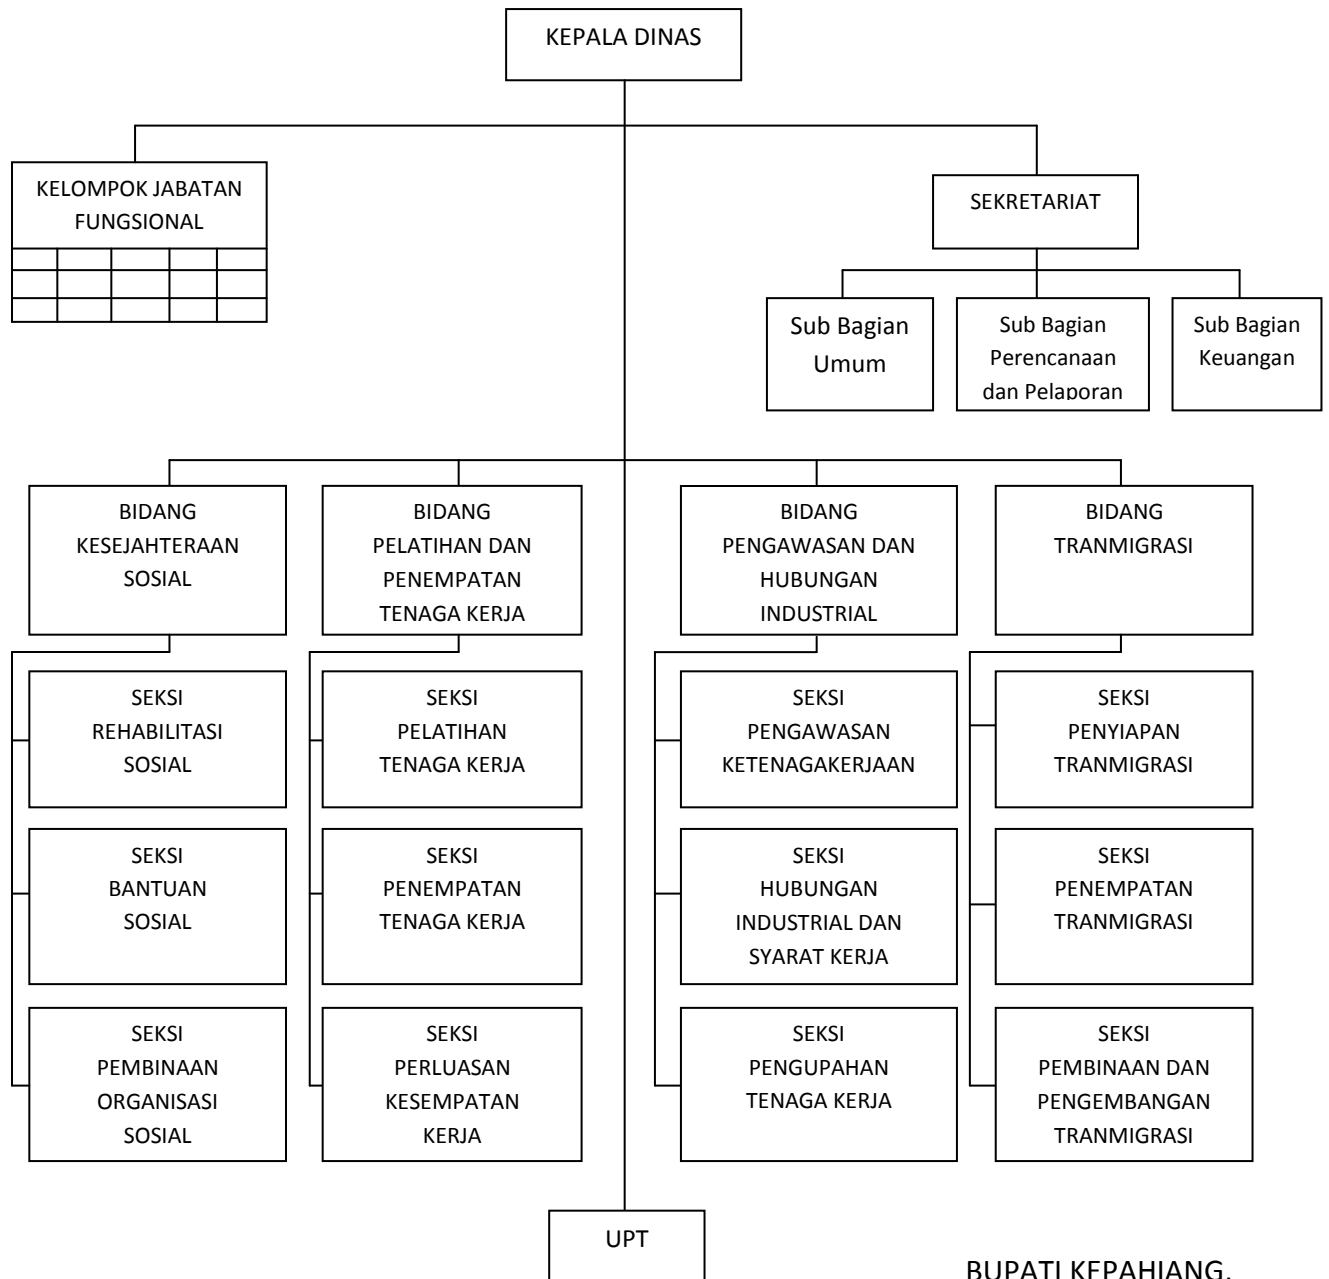 KEPALA DINAS
KELOMPOK JABATAN
FUNGSIONAL
SEKRETARIAT
Sub Bagian
Umum
Sub Bagian
Perencanaan
dan Pelaporan
Sub Bagian
Keuangan
BIDANG
KESEJAHTERAAN
SOSIAL
BIDANG
PELATIHAN DAN
PENEMPATAN
TENAGA KERJA
BIDANG
PENGAWASAN DAN
HUBUNGAN
INDUSTRIAL
BIDANG
TRANMIGRASI
SEKSI
REHABILITASI
SOSIAL
SEKSI
PELATIHAN
TENAGA KERJA
SEKSI
PENGAWASAN
KETENAGAKERJAAN
SEKSI
PENYIAPAN
TRANMIGRASI
SEKSI
BANTUAN
SOSIAL
SEKSI
PENEMPATAN
TENAGA KERJA
SEKSI
HUBUNGAN
INDUSTRIAL DAN
SYARAT KERJA
SEKSI
PENEMPATAN
TRANMIGRASI
SEKSI
PEMBINAAN
ORGANISASI
SOSIAL
SEKSI
PERLUASAN
KESEMPATAN
KERJA
SEKSI
PENGUPAHAN
TENAGA KERJA
SEKSI
PEMBINAAN DAN
PENGEMBANGAN
TRANMIGRASI
UPT
BUPATI KEPAHIANG,